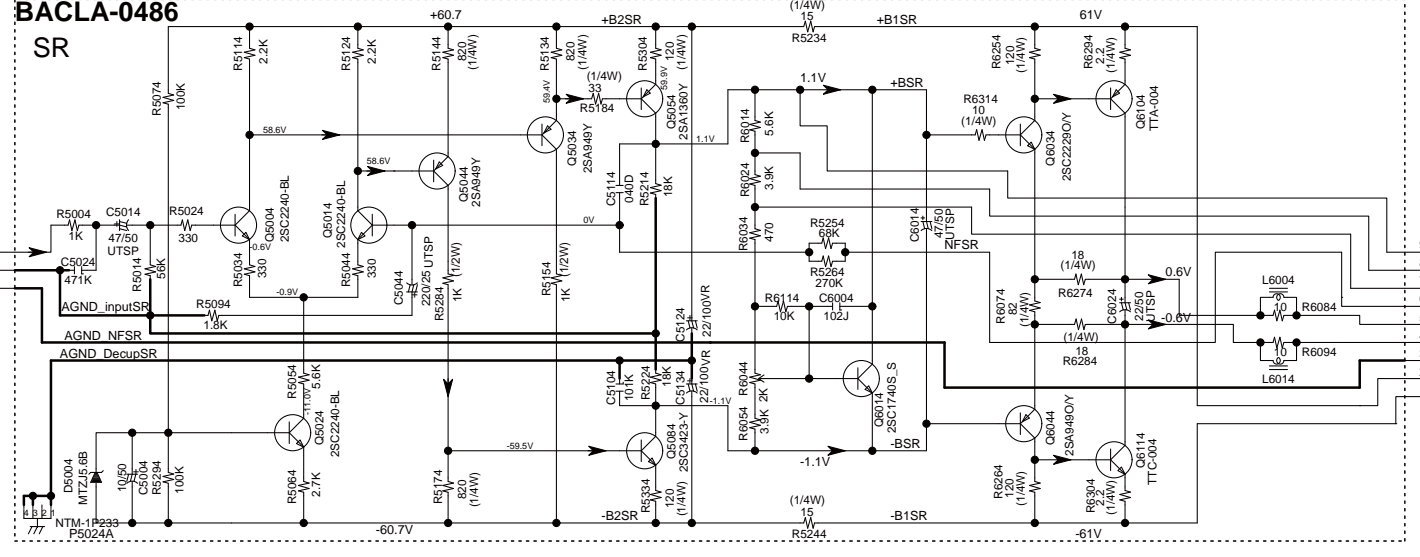 BACLA-0486
SR
+60.7
+B2SR
(1/4W)
15
R5234
+B1SR
61V
R5114
2.2K
R5124
2.2K
R5144
820
(1/4W)
R5134
820
(1/4W)
R5304
120
(1/4W)
R6254
120
(1/4W)
R6294
2.2
(1/4W)
R5074
100K
59.4V
(1/4W)
33
R5184
59.9V
Q5054
2SA1360Y
1.1V
+BSR
R6314
10
(1/4W)
Q6104
TTA-004
58.6V
Q5034
2SA949Y
1.1V
R6014
5.6K
Q6034
2SC2229O/Y
58.6V
Q5044
2SA949Y
C5114
040D
R5214
18K
R6024
3.9K
R5004
1K
C5014
47/50
UTSP
R5024
330
Q5004
2SC2240-BL
Q5014
2SC2240-BL
0V
R6034
470
R5254
68K
R5264
270K
C6014
47/50
UTSP
NFSR
C5024
471K
R5014
56K
-0.6V
R5034
330
R5044
330
C5044
220/25
UTSP
R5284
1K
(1/2W)
R5154
1K
(1/2W)
-0.9V
18
(1/4W)
R6274
0.6V
L6004
10
R6084
AGND_inputSR
R5094
1.8K
C5124
22/100VR
R6114
10K
C6004
102J
R6074
82
(1/4W)
C6024
22/50
UTSP
-0.6V
AGND_NFSR
(1/4W)
18
R6284
10
R6094
L6014
AGND_DecupSR
R5054
5.6K
C5104
101K
R5224
18K
C5134
22/100VR
R6044
2K
Q6014
2SC1740S_S
-11.0V
Q5024
2SC2240-BL
-1.1V
R6054
3.9K
Q6044
2SA949O/Y
-59.5V
Q5084
2SC3423-Y
-BSR
-1.1V
Q6114
TTC-004
D5004
MTZJ5.6B
10/50
C5004
R5294
100K
R5064
2.7K
R5174
820
(1/4W)
R5334
120
(1/4W)
R6264
120
(1/4W)
R6304
2.2
(1/4W)
4 3 2 1
NTM-1P233
P5024A
-60.7V
-B2SR
(1/4W)
15
R5244
-B1SR
-61V